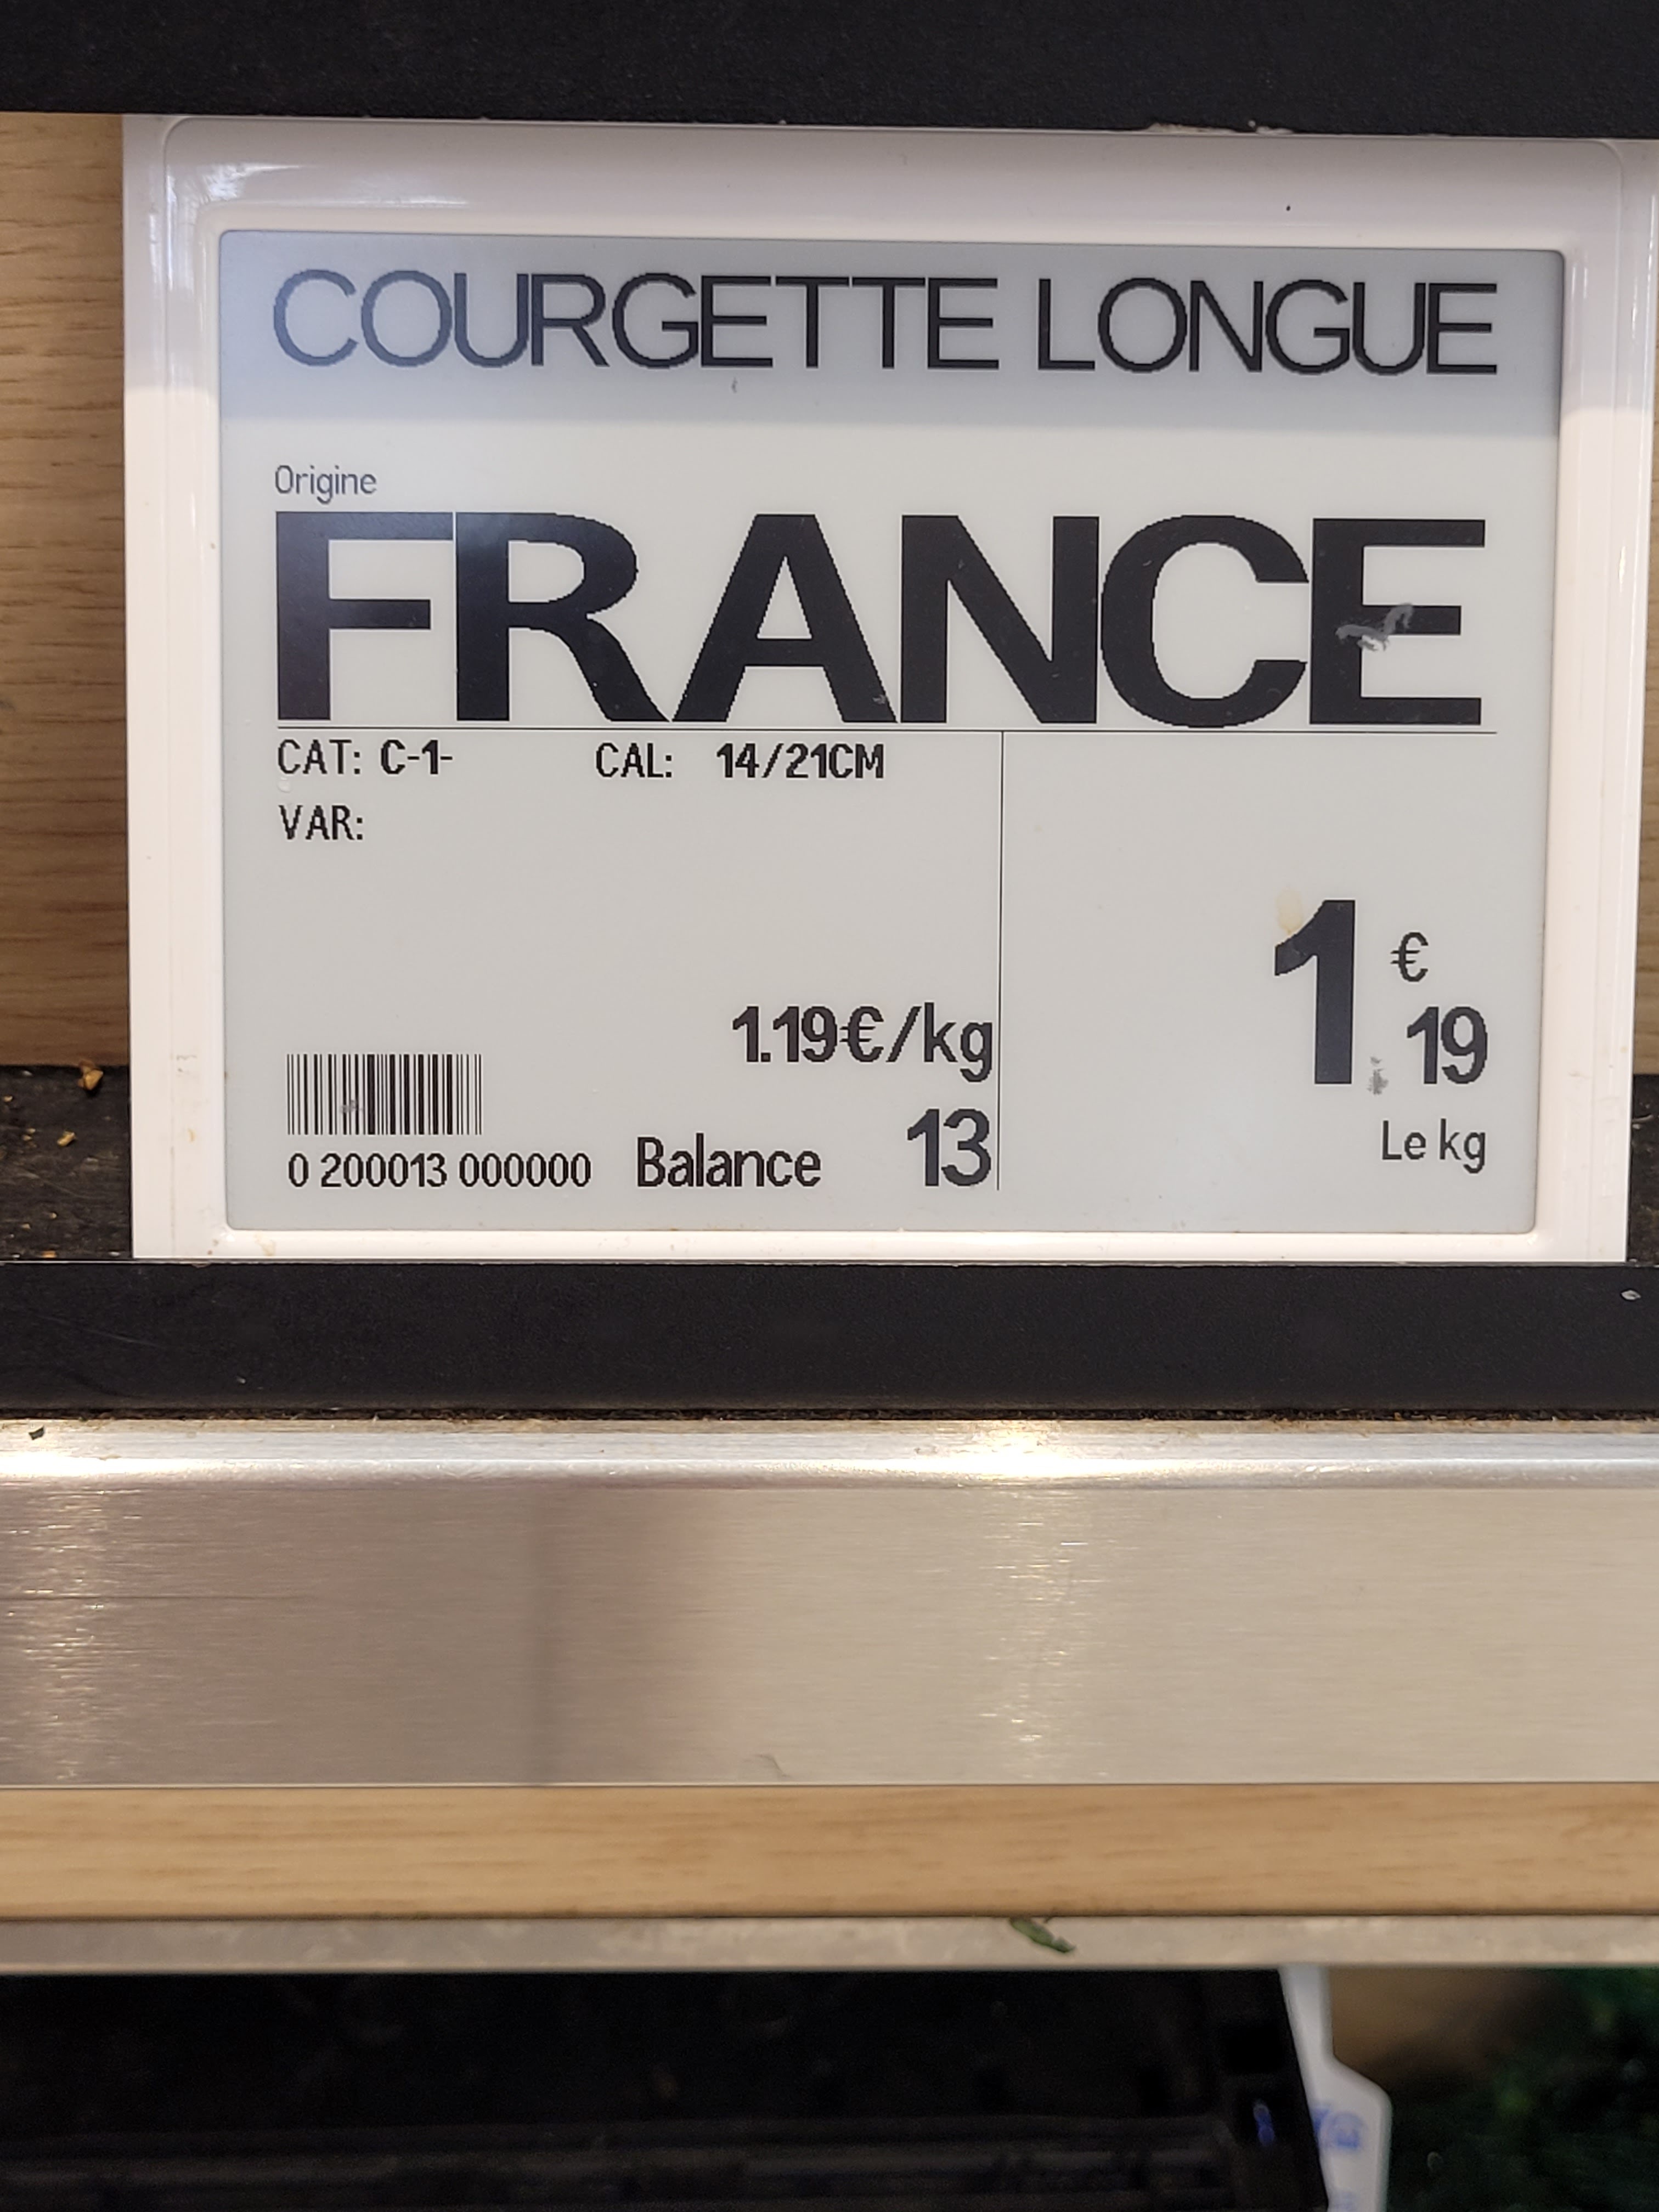 COURGETTE LONGUE
Origine
FRANCE
CAT: C-1- CAL: 14/21CM
VAR:
1.19€/kg
1 € 19
Le kg
0 200013 000000 Balance 13